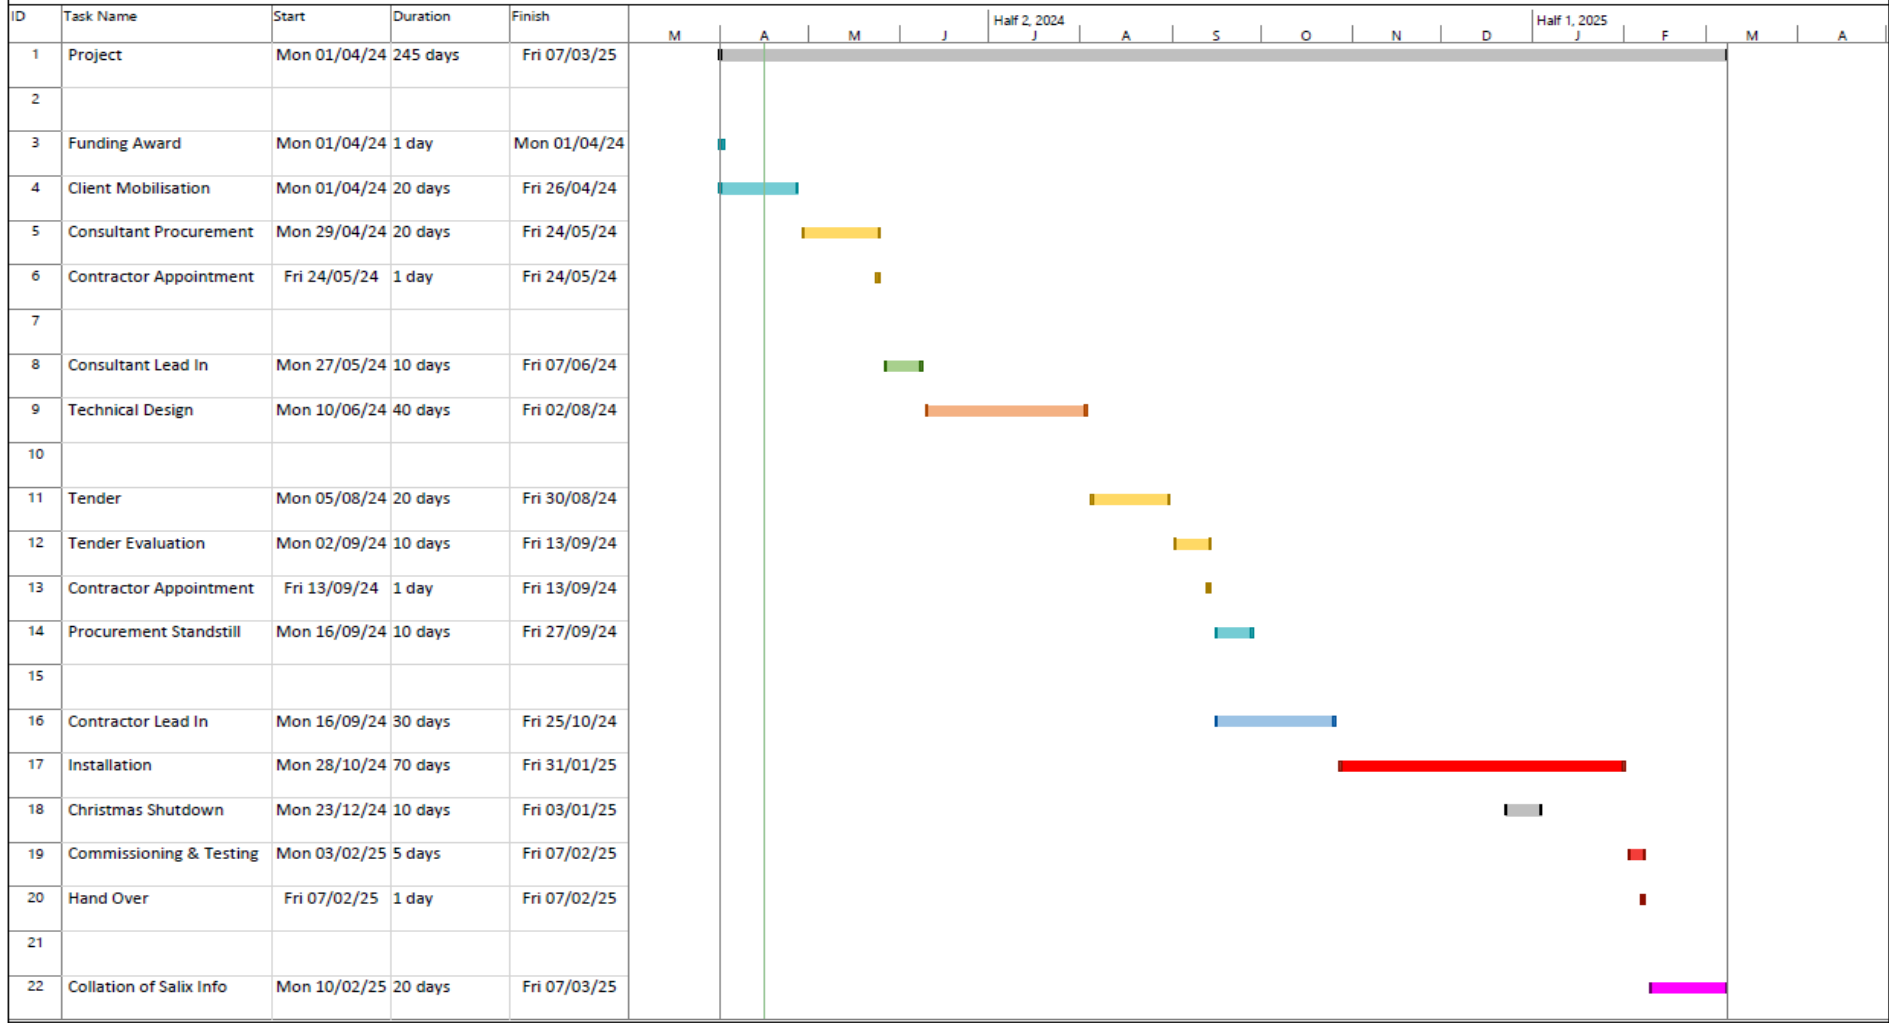 ID Task Name Start Duration Finish Half 2, 2024 Half 1, 2025
M A M J J A S O N D J F M A
1 Project Mon 01/04/24 245 days Fri 07/03/25
2
3 Funding Award Mon 01/04/24 1 day Mon 01/04/24
4 Client Mobilisation Mon 01/04/24 20 days Fri 26/04/24
5 Consultant Procurement Mon 29/04/24 20 days Fri 24/05/24
6 Contractor Appointment Fri 24/05/24 1 day Fri 24/05/24
7
8 Consultant Lead In Mon 27/05/24 10 days Fri 07/06/24
9 Technical Design Mon 10/06/24 40 days Fri 02/08/24
10
11 Tender Mon 05/08/24 20 days Fri 30/08/24
12 Tender Evaluation Mon 02/09/24 10 days Fri 13/09/24
13 Contractor Appointment Fri 13/09/24 1 day Fri 13/09/24
14 Procurement Standstill Mon 16/09/24 10 days Fri 27/09/24
15
16 Contractor Lead In Mon 16/09/24 30 days Fri 25/10/24
17 Installation Mon 28/10/24 70 days Fri 31/01/25
18 Christmas Shutdown Mon 23/12/24 10 days Fri 03/01/25
19 Commissioning & Testing Mon 03/02/25 5 days Fri 07/02/25
20 Hand Over Fri 07/02/25 1 day Fri 07/02/25
21
22 Collation of Salix Info Mon 10/02/25 20 days Fri 07/03/25